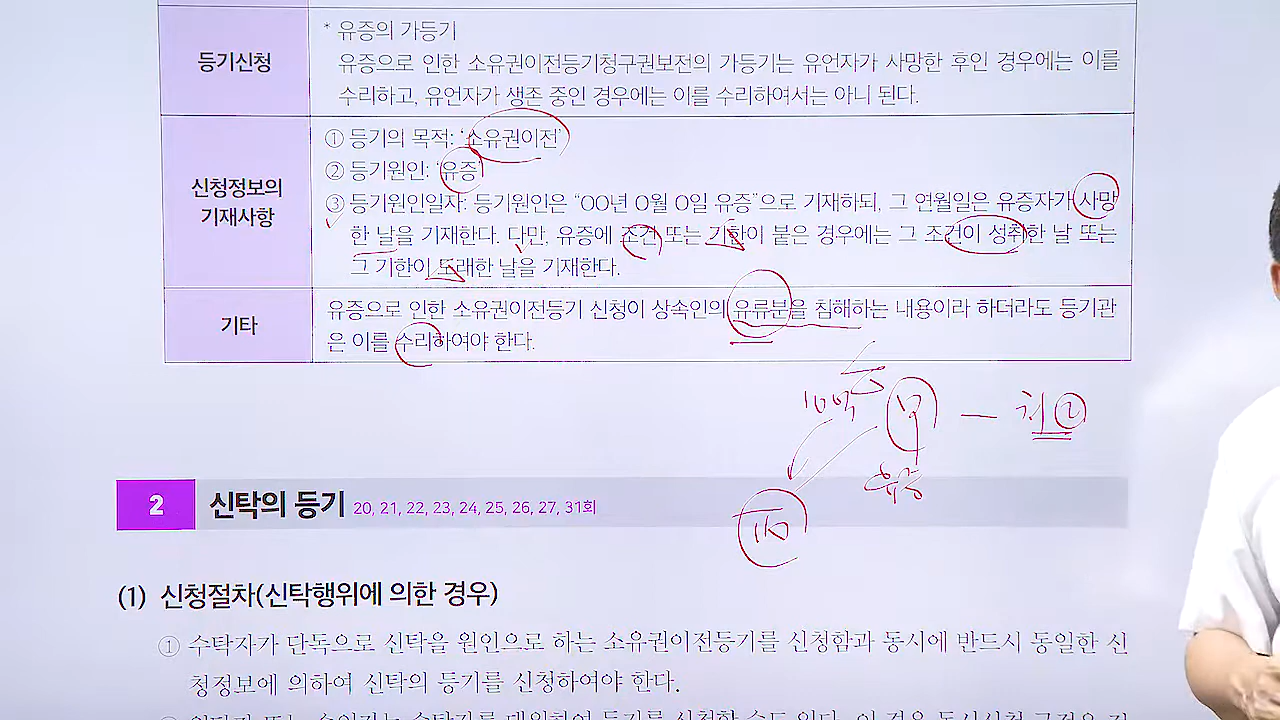 * 유증의 가등기
등기신청
유증으로 인한 소유권이전등기청구권보전의 가등기는 유언자가 사망한 후인 경우에는 이를
수리하고, 유언자가 생존 중인 경우에는 이를 수리하여서는 아니 된다.
① 등기의 목적: ‘소유권이전’
② 등기원인: ‘유증’
신청정보의
기재사항
③ 등기원인일자: 등기원인은 “00년 0월 0일 유증”으로 기재하되, 그 연월일은 유증자가 사망
한 날을 기재한다. 다만, 유증에 조건 또는 기한이 붙은 경우에는 그 조건이 성취한 날 또는
그 기한이 도래한 날을 기재한다.
기타
유증으로 인한 소유권이전등기 신청이 상속인의 유류분을 침해하는 내용이라 하더라도 등기관
은 이를 수리하여야 한다.
10억
유증
2 신탁의 등기 20, 21, 22, 23, 24, 25, 26, 27, 31회
(1) 신청절차(신탁행위에 의한 경우)
① 수탁자가 단독으로 신탁을 원인으로 하는 소유권이전등기를 신청함과 동시에 반드시 동일한 신
청정보에 의하여 신탁의 등기를 신청하여야 한다.